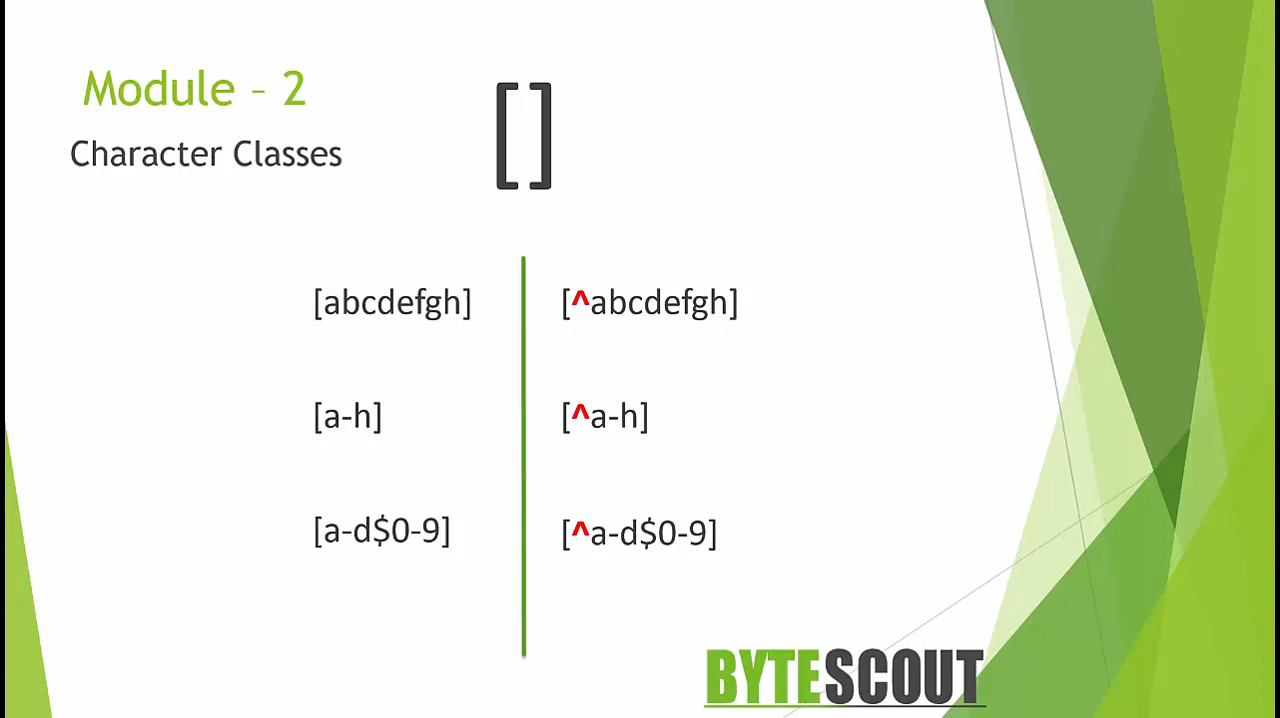 Module – 2
Character Classes
[]
[abcdefgh]
[^abcdefgh]
[a-h]
[^a-h]
[a-d$0-9]
[^a-d$0-9]
BYTESCOUT